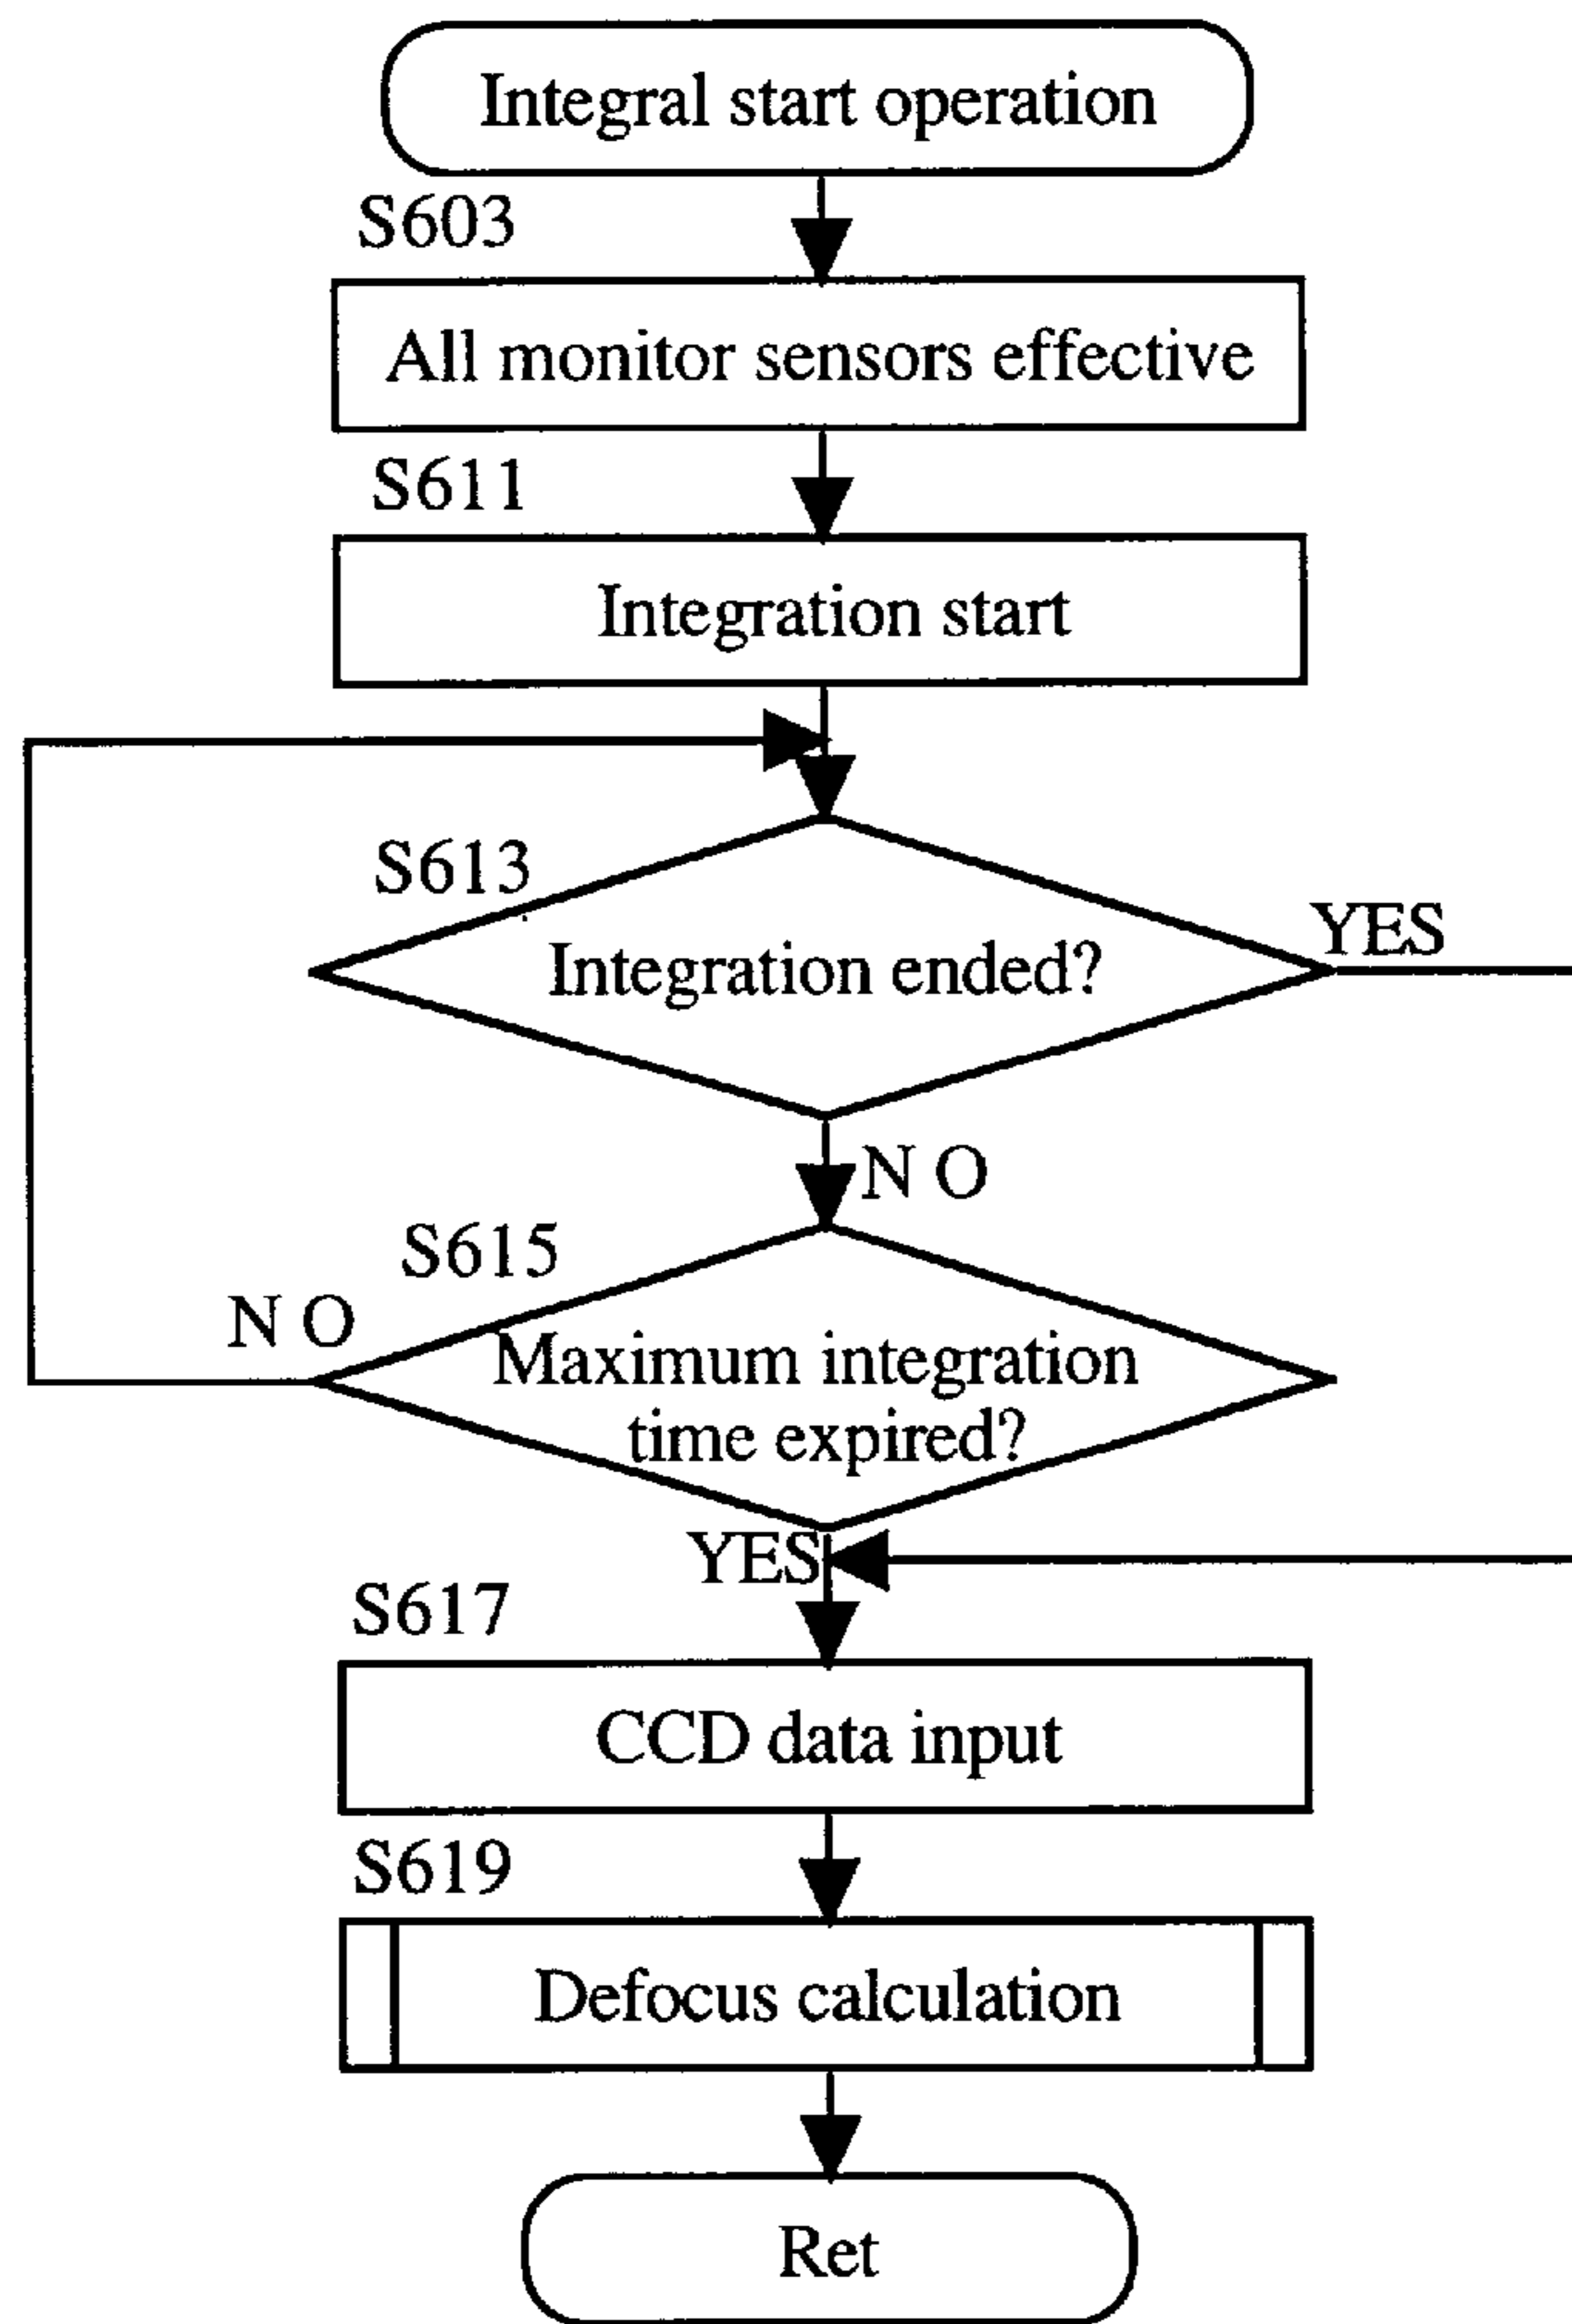 Integral start operation
S603
All monitor sensors effective
S611
Integration start
S613
Integration ended?
YES
N O
S615
N O
Maximum integration
time expired?
YES
S617
CCD data input
S619
Defocus calculation
Ret